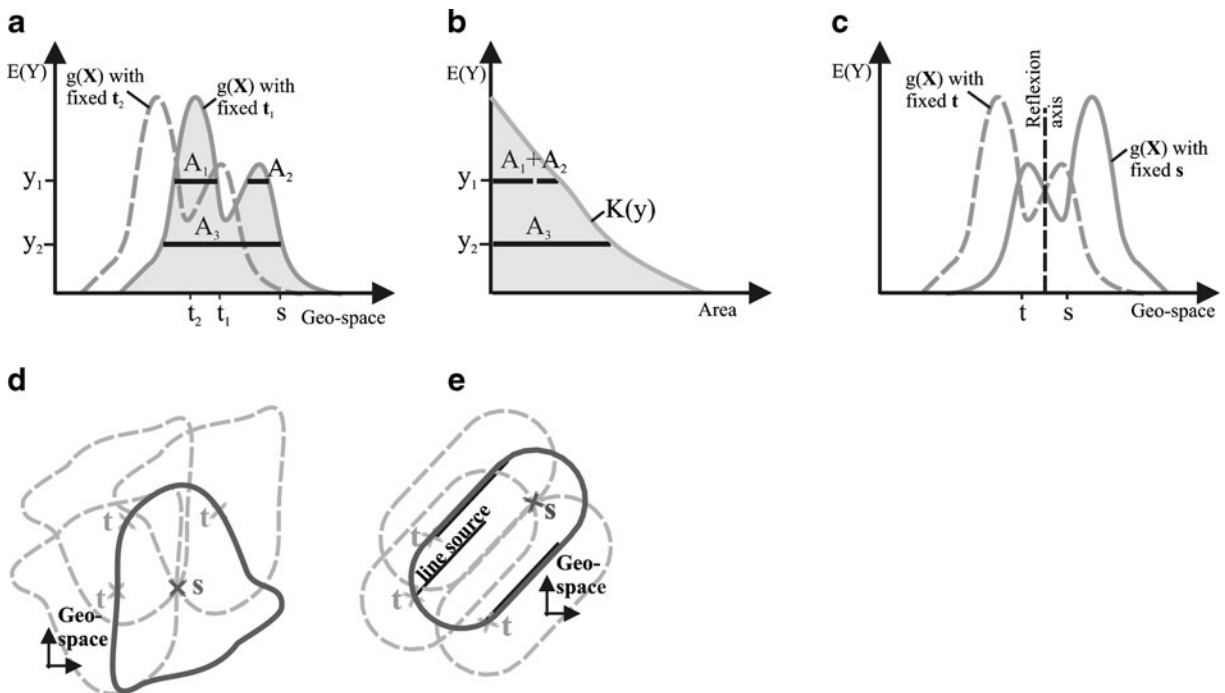 a
E(Y)
g(X) with
fixed t₂
g(X) with
fixed t₁
A₁
A₂
A₃
y₁
y₂
t₂ t₁ s
Geo-space
b
E(Y)
A₁+A₂
K(y)
A₃
y₁
y₂
Area
c
E(Y)
g(X) with
fixed t
Reflexion
axis
g(X) with
fixed s
t s
Geo-space
d
t t
t s
Geo-
space
e
s
t
line source
t
t
Geo-
space